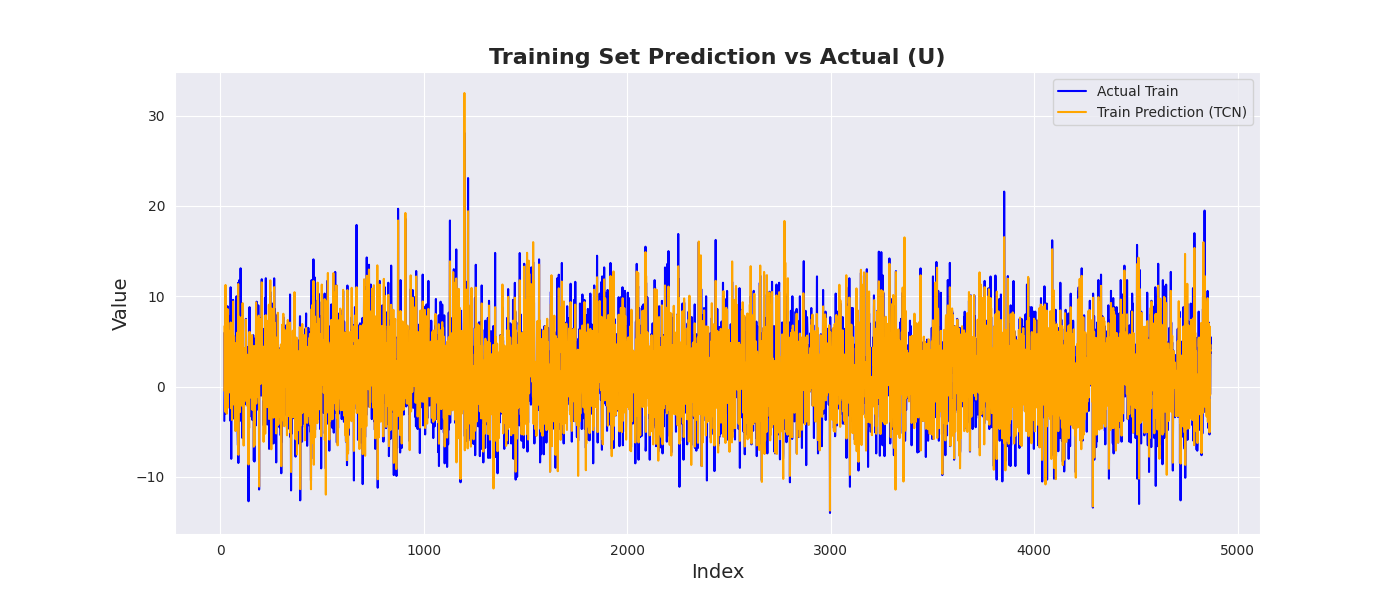 Training Set Prediction vs Actual (U)
Actual Train
Train Prediction (TCN)
30
20
10
0
−10
Value
0 1000 2000 3000 4000 5000
Index